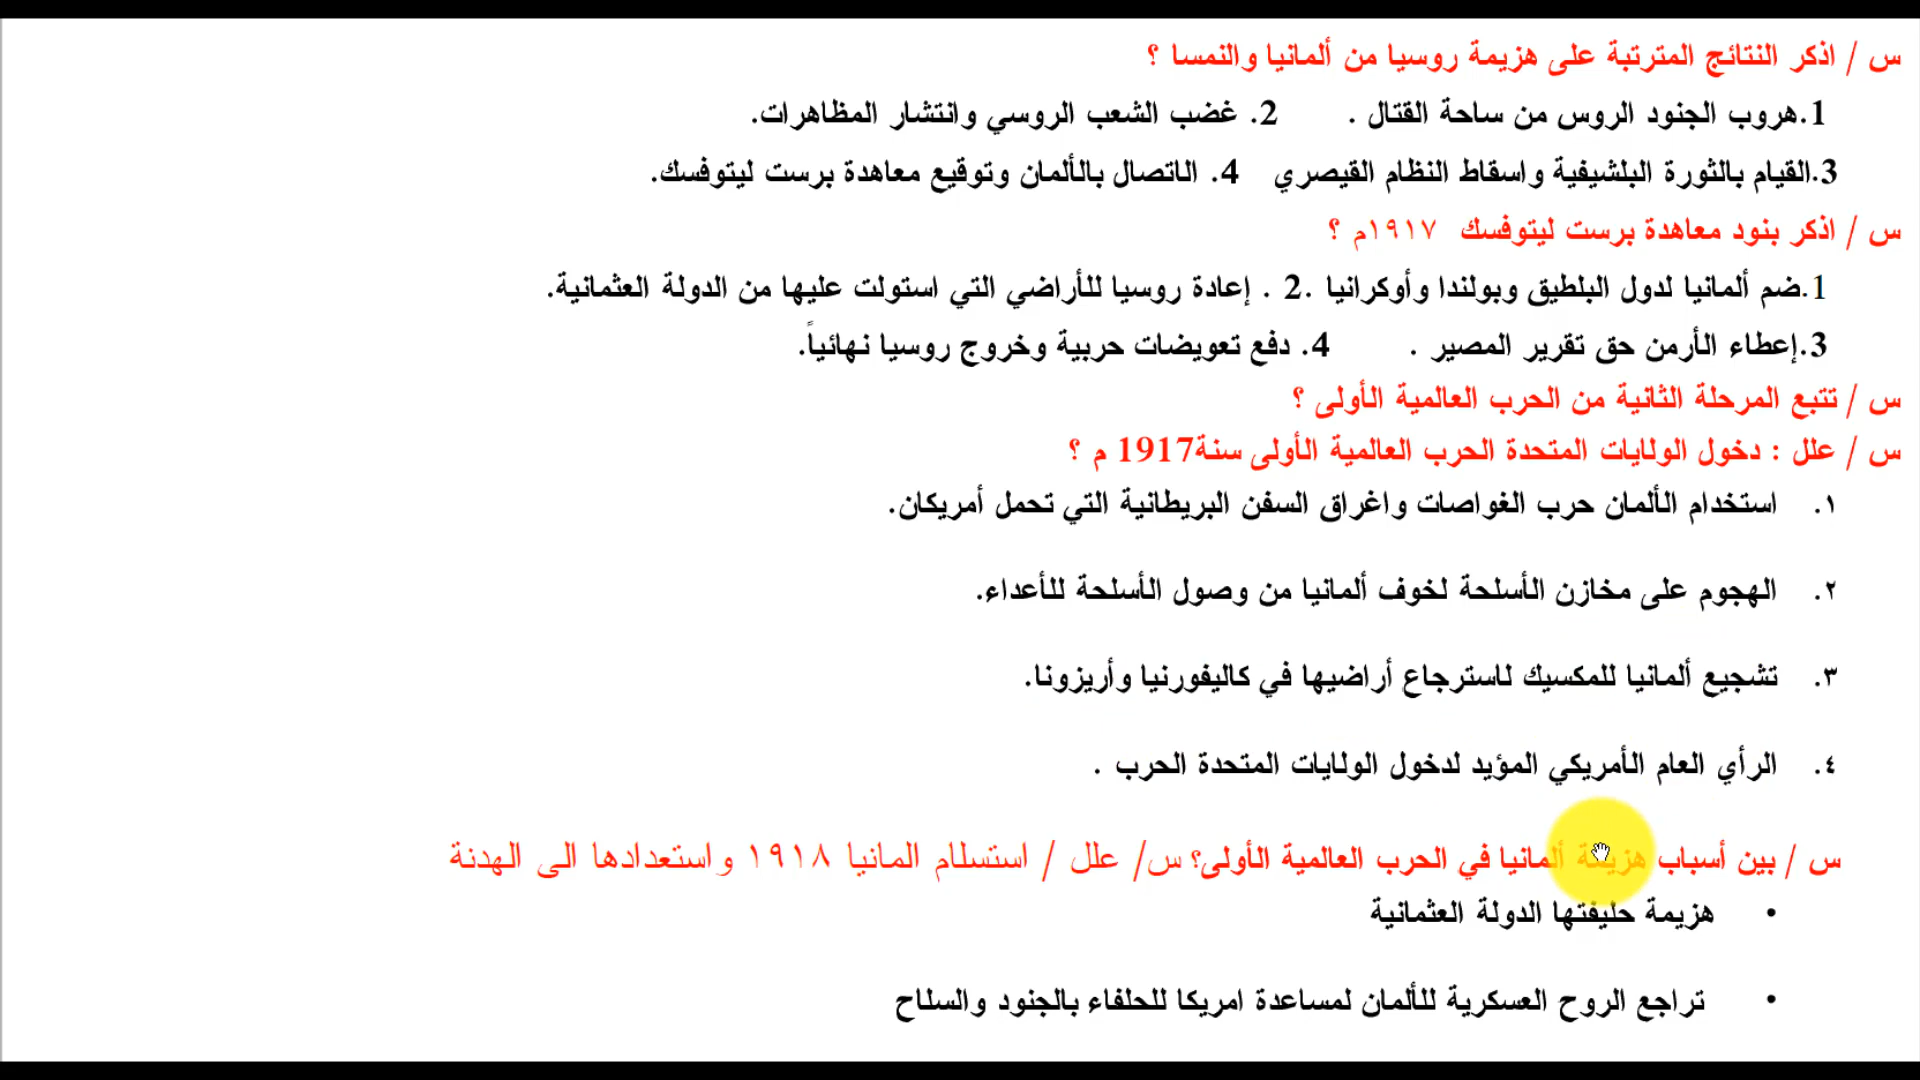 س / اذكر النتائج المترتبة على هزيمة روسيا من ألمانيا والنمسا ؟
1.هروب الجنود الروس من ساحة القتال . 2. غضب الشعب الروسي وانتشار المظاهرات.
3.القيام بالثورة البلشيفية واسقاط النظام القيصري 4. الاتصال بالألمان وتوقيع معاهدة برست ليتوفسك.
س / اذكر بنود معاهدة برست ليتوفسك ١٩١٧م ؟
1.ضم ألمانيا لدول البلطيق وبولندا وأوكرانيا .2 . إعادة روسيا للأراضي التي استولت عليها من الدولة العثمانية.
3.إعطاء الأرمن حق تقرير المصير . 4. دفع تعويضات حربية وخروج روسيا نهائياً.
س / تتبع المرحلة الثانية من الحرب العالمية الأولى ؟
س / علل : دخول الولايات المتحدة الحرب العالمية الأولى سنة1917 م ؟
١. استخدام الألمان حرب الغواصات واغراق السفن البريطانية التي تحمل أمريكان.
٢. الهجوم على مخازن الأسلحة لخوف ألمانيا من وصول الأسلحة للأعداء.
٣. تشجيع ألمانيا للمكسيك لاسترجاع أراضيها في كاليفورنيا وأريزونا.
٤. الرأي العام الأمريكي المؤيد لدخول الولايات المتحدة الحرب .
س / بين أسباب هزيمة ألمانيا في الحرب العالمية الأولى؟ س/ علل / استسلام المانيا ١٩١٨ واستعدادها الى الهدنة
• هزيمة حليفتها الدولة العثمانية
• تراجع الروح العسكرية للألمان لمساعدة امريكا للحلفاء بالجنود والسلاح